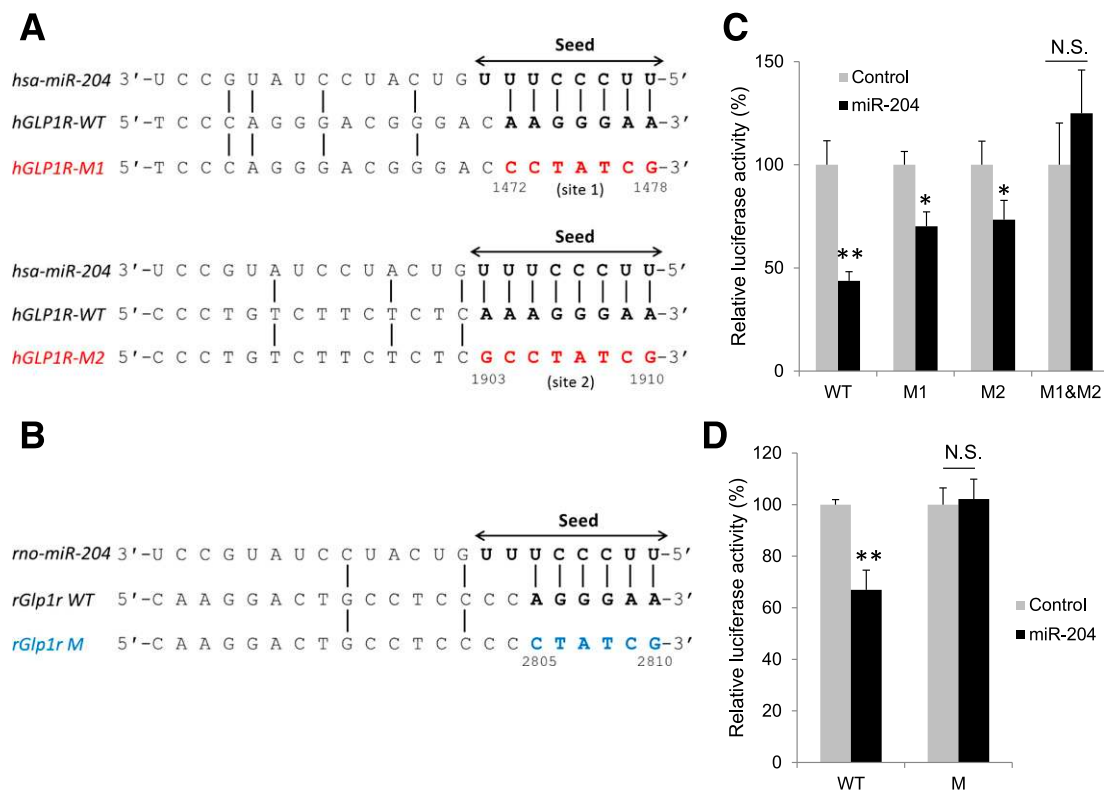 A
Seed
hsa-miR-204 3'-U C C G U A U C C U A C U G U U U C C C U U-5'
hGLP1R-WT 5'-T C C C A G G G A C G G G A C A A G G G A A-3'
hGLP1R-M1 5'-T C C C A G G G A C G G G A C C C T A T C G-3'
1472 (site 1) 1478
Seed
hsa-miR-204 3'-U C C G U A U C C U A C U G U U U C C C U U-5'
hGLP1R-WT 5'-C C C T G T C T T C T C T C A A A G G G A A-3'
hGLP1R-M2 5'-C C C T G T C T T C T C T C G C C T A T C G-3'
1903 (site 2) 1910
B
Seed
rno-miR-204 3'-U C C G U A U C C U A C U G U U U C C C U U-5'
rGlp1r WT 5'-C A A G G A C T G C C T C C C C A G G G A A-3'
rGlp1r M 5'-C A A G G A C T G C C T C C C C C T A T C G-3'
2805 2810
C
Relative luciferase activity (%)
150
100
50
0
Control
miR-204
**
*
*
N.S.
WT M1 M2 M1&M2
D
Relative luciferase activity (%)
120
100
80
60
40
20
0
**
N.S.
Control
miR-204
WT M